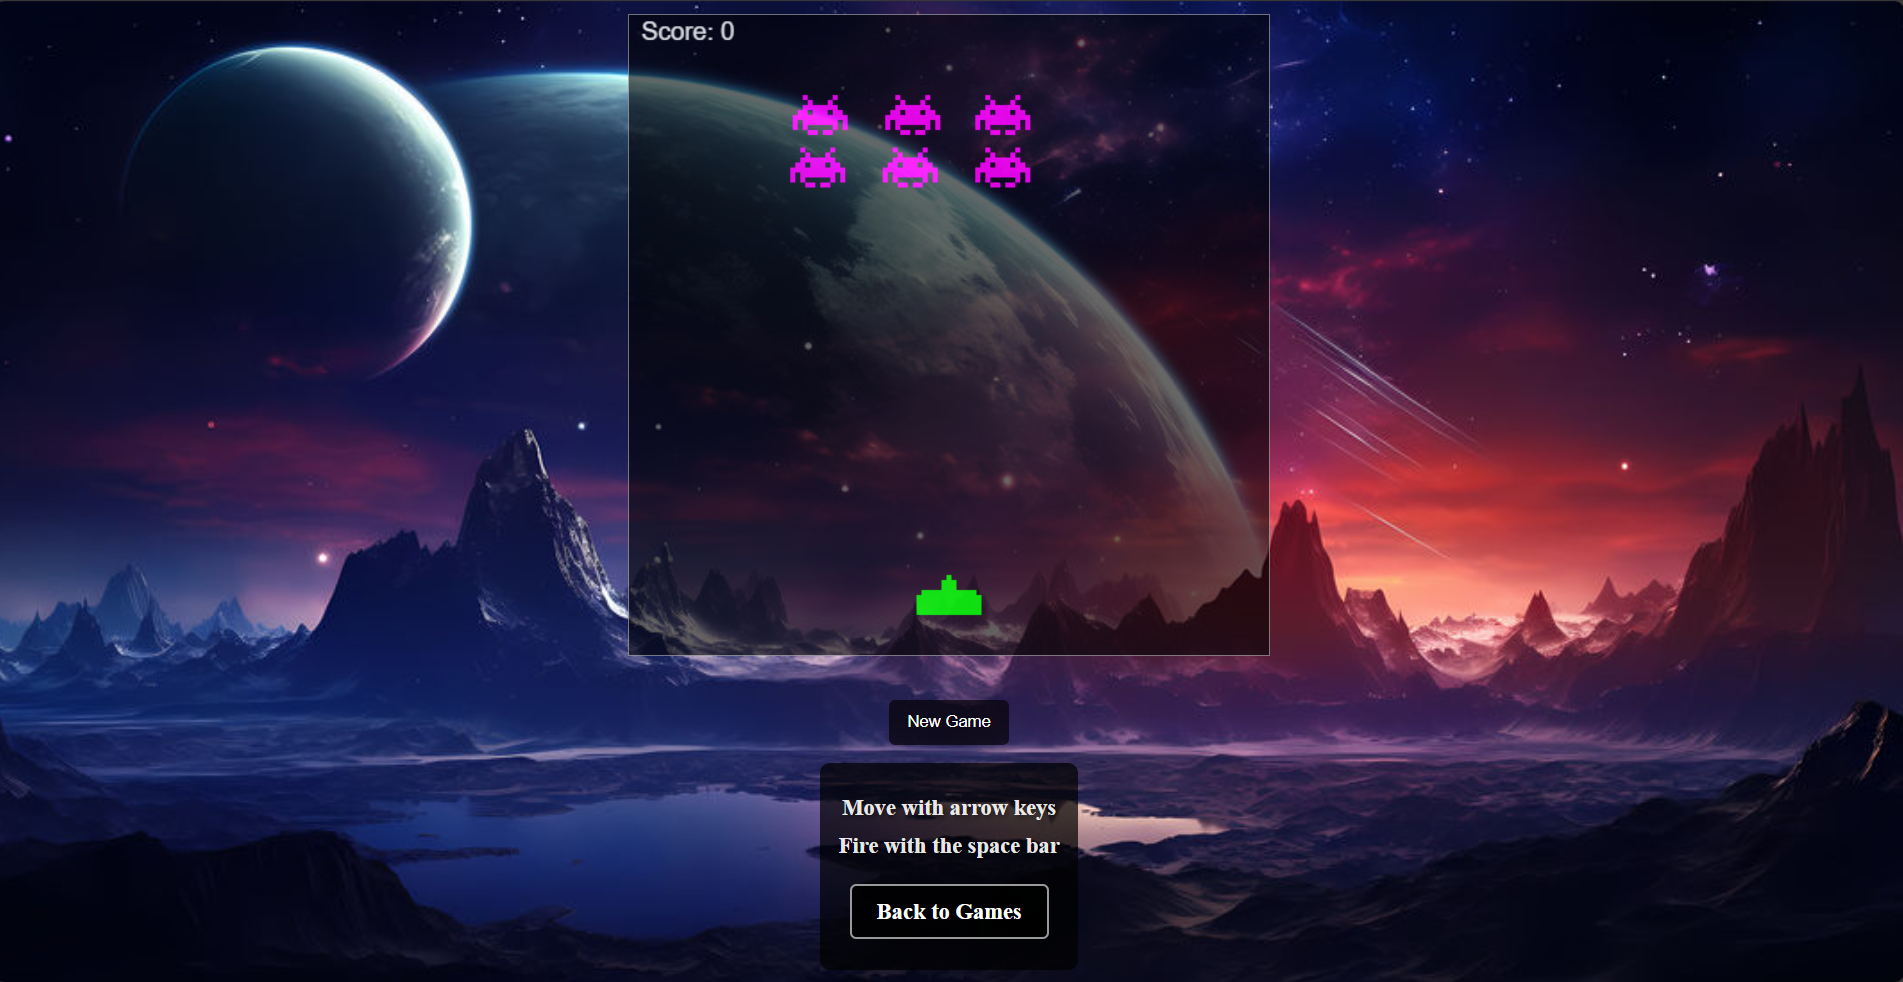 Score: 0
New Game
Move with arrow keys
Fire with the space bar
Back to Games